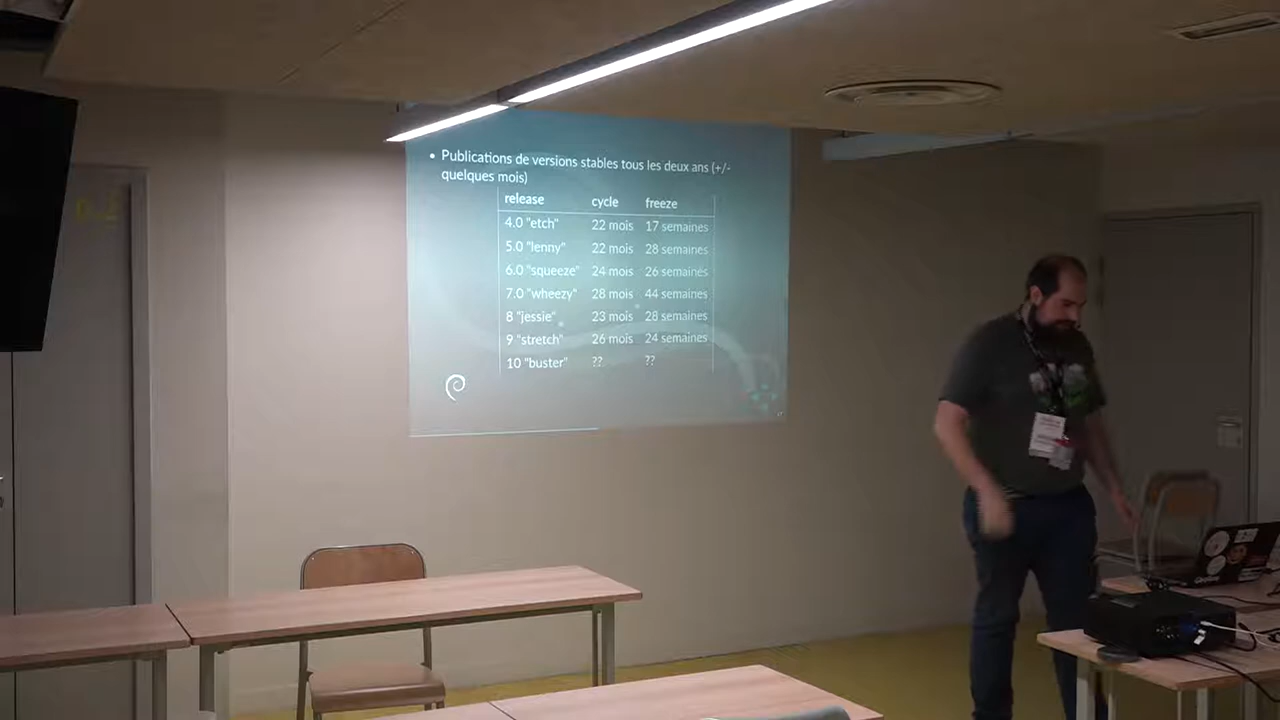 • Publications de versions stables tous les deux ans (+/-
quelques mois)
release cycle freeze
4.0 "etch" 22 mois 17 semaines
5.0 "lenny" 22 mois 28 semaines
6.0 "squeeze" 24 mois 26 semaines
7.0 "wheezy" 28 mois 44 semaines
8 "jessie" 23 mois 28 semaines
9 "stretch" 26 mois 24 semaines
10 "buster" ?? ??